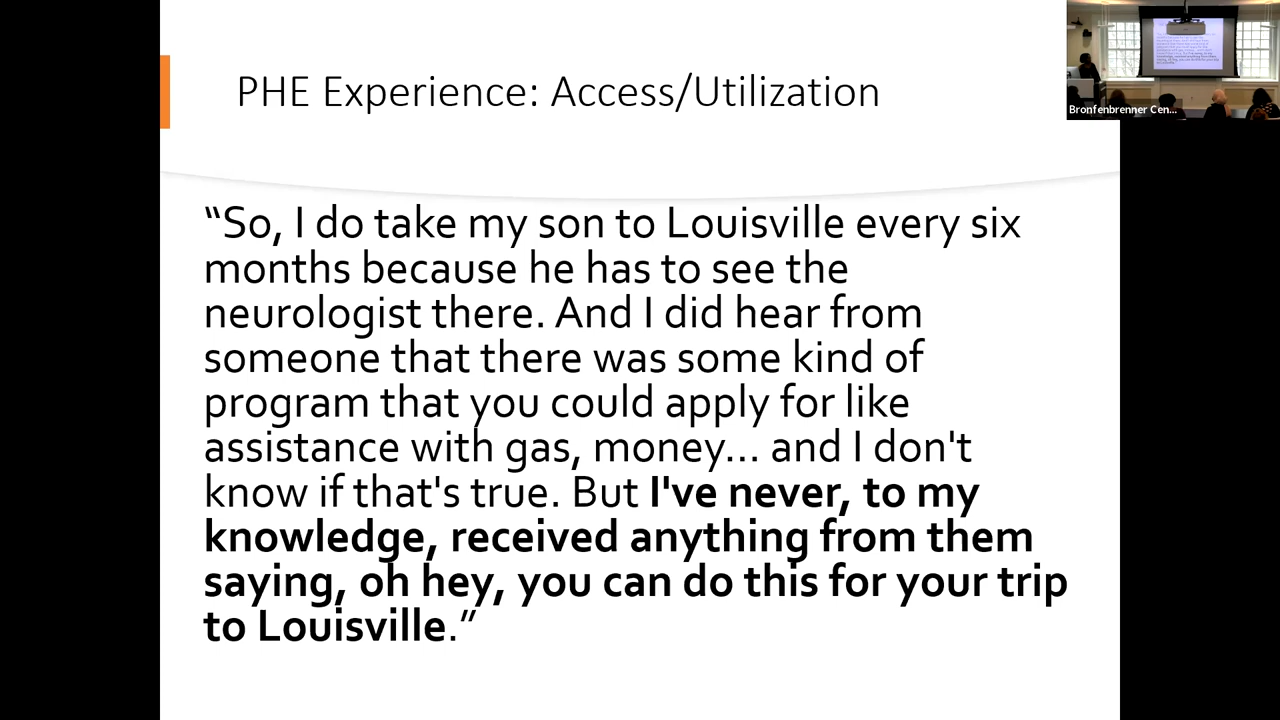 PHE Experience: Access/Utilization
Bronfenbrenner Cen...
“So, I do take my son to Louisville every six
months because he has to see the
neurologist there. And I did hear from
someone that there was some kind of
program that you could apply for like
assistance with gas, money... and I don't
know if that's true. But I've never, to my
knowledge, received anything from them
saying, oh hey, you can do this for your trip
to Louisville.”